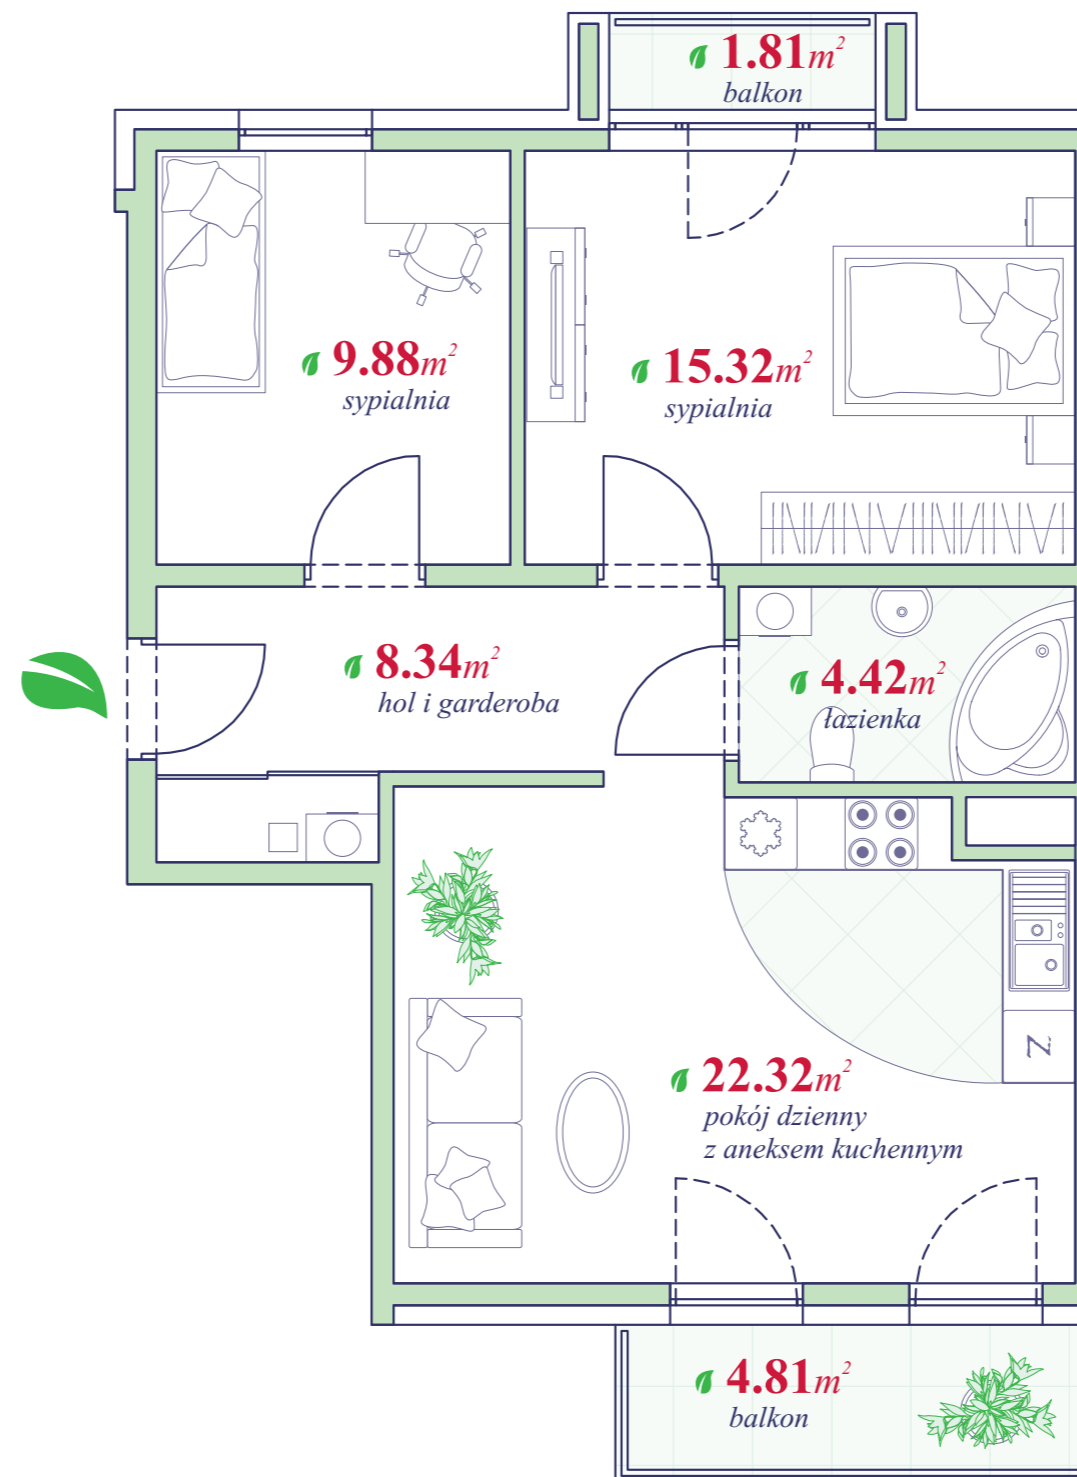 1.81m²
balkon
9.88m²
sypialnia
15.32m²
sypialnia
8.34m²
hol i garderoba
4.42m²
łazienka
22.32m²
pokój dzienny
z aneksem kuchennym
Z
4.81m²
balkon